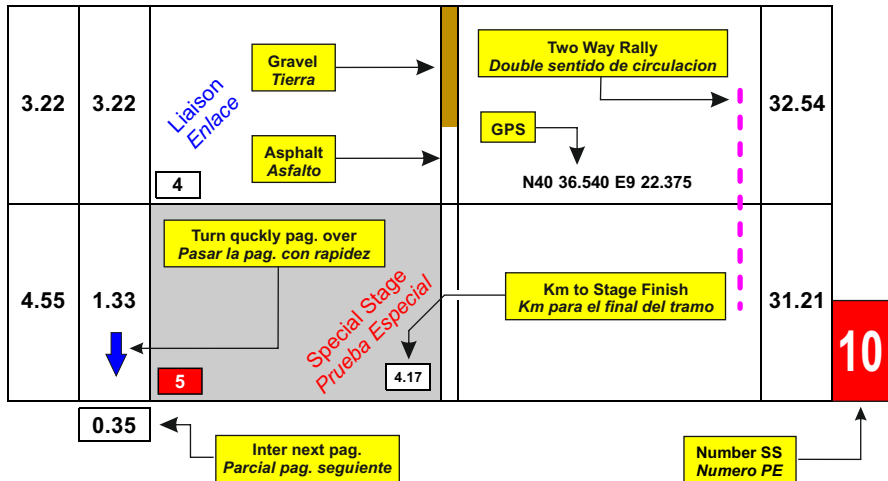 3.22
3.22
Liaison
Enlace
4
Gravel
Tierra
Asphalt
Asfalto
Two Way Rally
Double sentido de circulacion
GPS
N40 36.540 E9 22.375
32.54
4.55
1.33
Turn quckly pag. over
Pasar la pag. con rapidez
5
Special Stage
Prueba Especial
4.17
Km to Stage Finish
Km para el final del tramo
31.21
10
0.35
Inter next pag.
Parcial pag. seguiente
Number SS
Numero PE